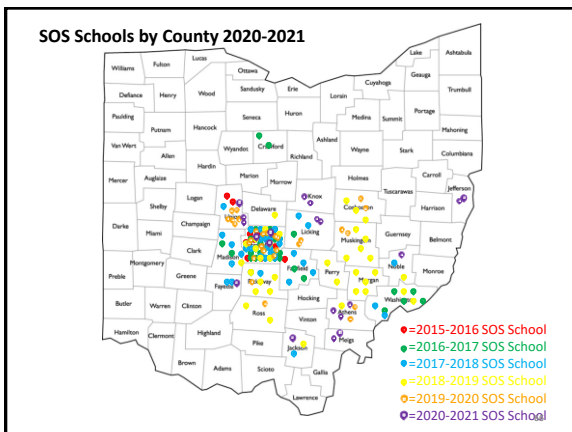 SOS Schools by County 2020-2021
Williams
Fulton
Lucas
Ottawa
Lake
Ashtabula
Geauga
Cuyahoga
Defiance
Henry
Wood
Sandusky
Erie
Lorain
Trumbull
Paulding
Seneca
Huron
Medina
Summit
Portage
Mahoning
Putnam
Hancock
Van Wert
Allen
Wyandot
Crawford
Richland
Ashland
Wayne
Stark
Columbiana
Hardin
Mercer
Auglaize
Marion
Morrow
Holmes
Carroll
Tuscarawas
Jefferson
Logan
Shelby
Union
Delaware
Knox
Coshocton
Harrison
Darke
Miami
Champaign
Licking
Muskingum
Guernsey
Belmont
Clark
Madison
Preble
Montgomery
Greene
Fayette
Pickaway
Fairfield
Perry
Morgan
Noble
Monroe
Butler
Warren
Clinton
Ross
Hocking
Athens
Washington
Hamilton
Clermont
Highland
Vinton
Meigs
Pike
Jackson
Brown
Adams
Scioto
Gallia
Lawrence
=2015-2016 SOS School
=2016-2017 SOS School
=2017-2018 SOS School
=2018-2019 SOS School
=2019-2020 SOS School
=2020-2021 SOS School